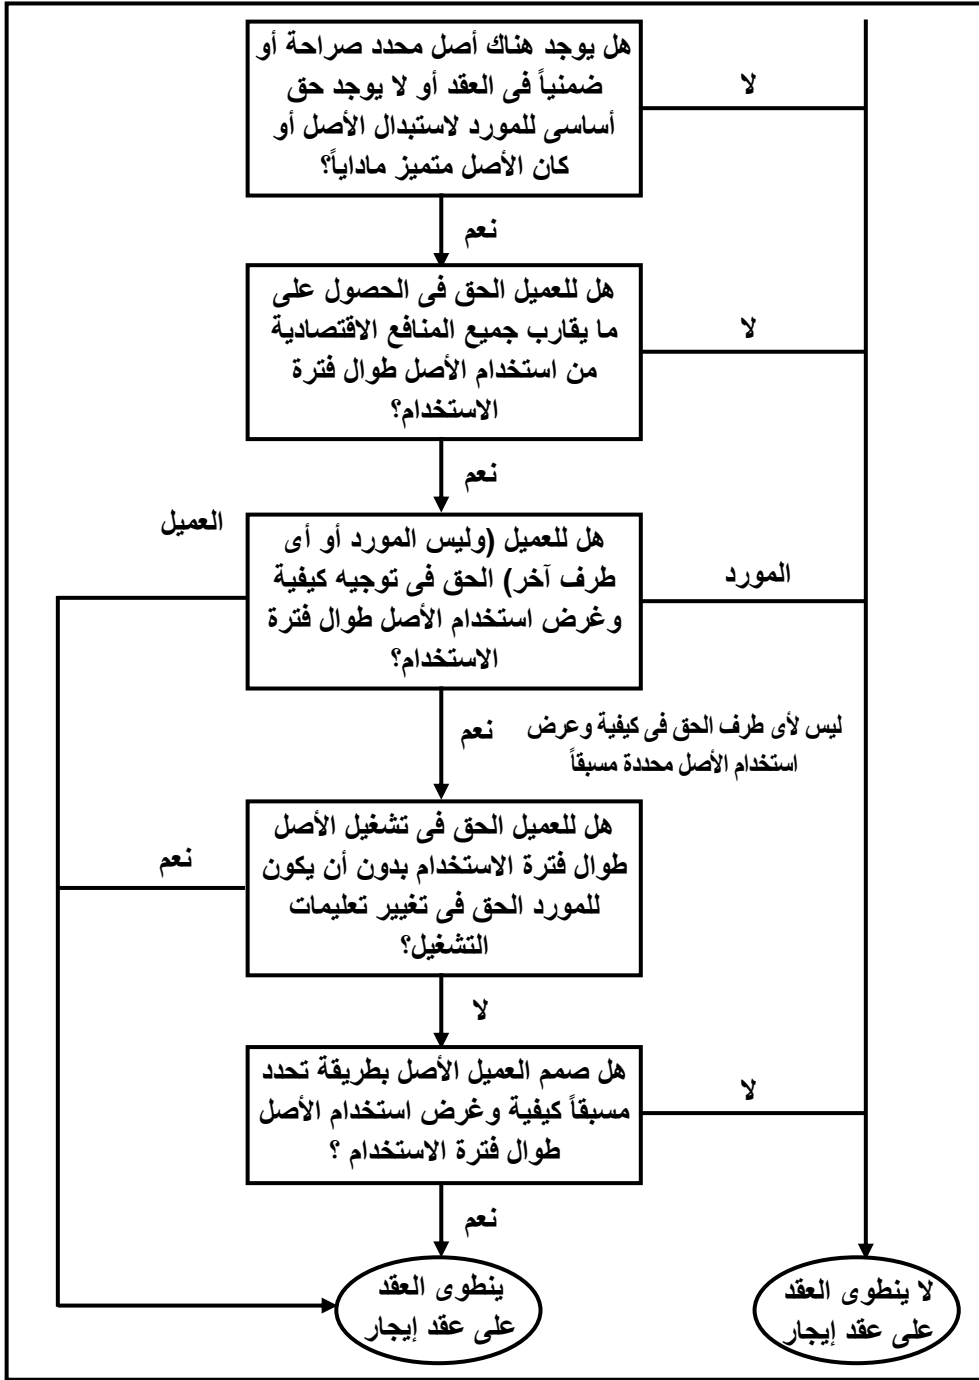 هل يوجد هناك أصل محدد صراحة أو
ضمنياً فى العقد أو لا يوجد حق
أساسى للمورد لاستبدال الأصل أو
كان الأصل متميز ماداياً؟
لا
نعم
هل للعميل الحق فى الحصول على
ما يقارب جميع المنافع الاقتصادية
من استخدام الأصل طوال فترة
الاستخدام؟
لا
نعم
العميل
هل للعميل (وليس المورد أو أى
طرف آخر) الحق فى توجيه كيفية
وغرض استخدام الأصل طوال فترة
الاستخدام؟
المورد
نعم
ليس لأى طرف الحق فى كيفية وعرض
استخدام الأصل محددة مسبقاً
هل للعميل الحق فى تشغيل الأصل
طوال فترة الاستخدام بدون أن يكون
للمورد الحق فى تغيير تعليمات
التشغيل؟
نعم
لا
هل صمم العميل الأصل بطريقة تحدد
مسبقاً كيفية وغرض استخدام الأصل
طوال فترة الاستخدام ؟
لا
نعم
ينطوى العقد
على عقد إيجار
لا ينطوى العقد
على عقد إيجار